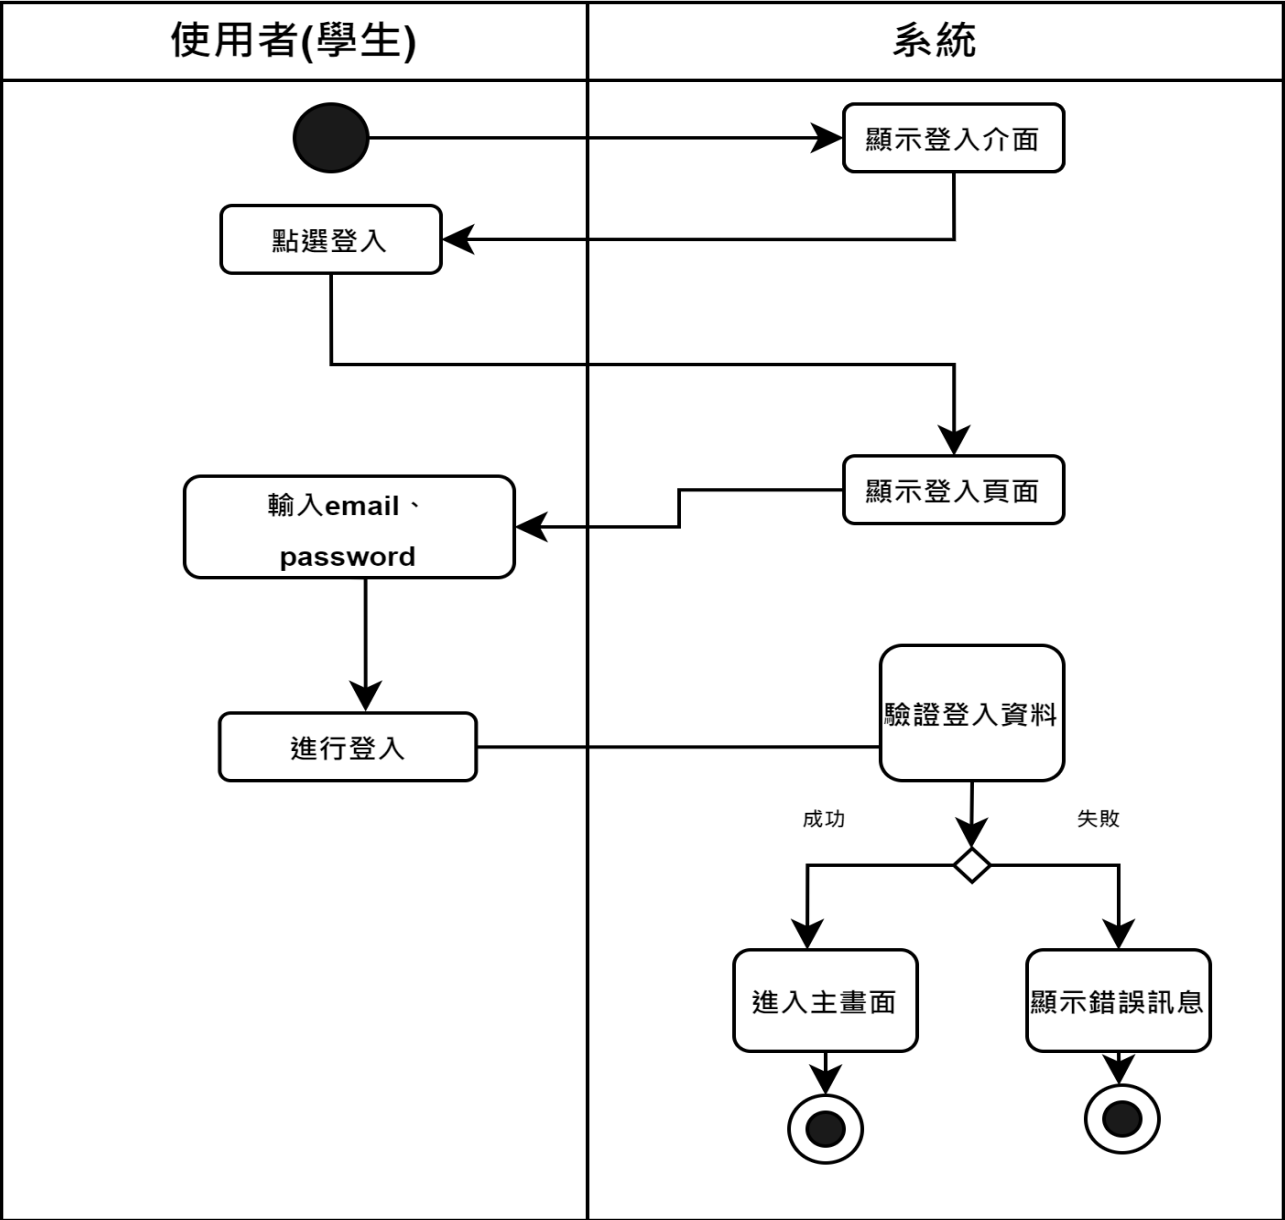 使用者(學生)
系統
顯示登入介面
點選登入
顯示登入頁面
輸入email、
password
驗證登入資料
進行登入
成功
失敗
進入主畫面
顯示錯誤訊息